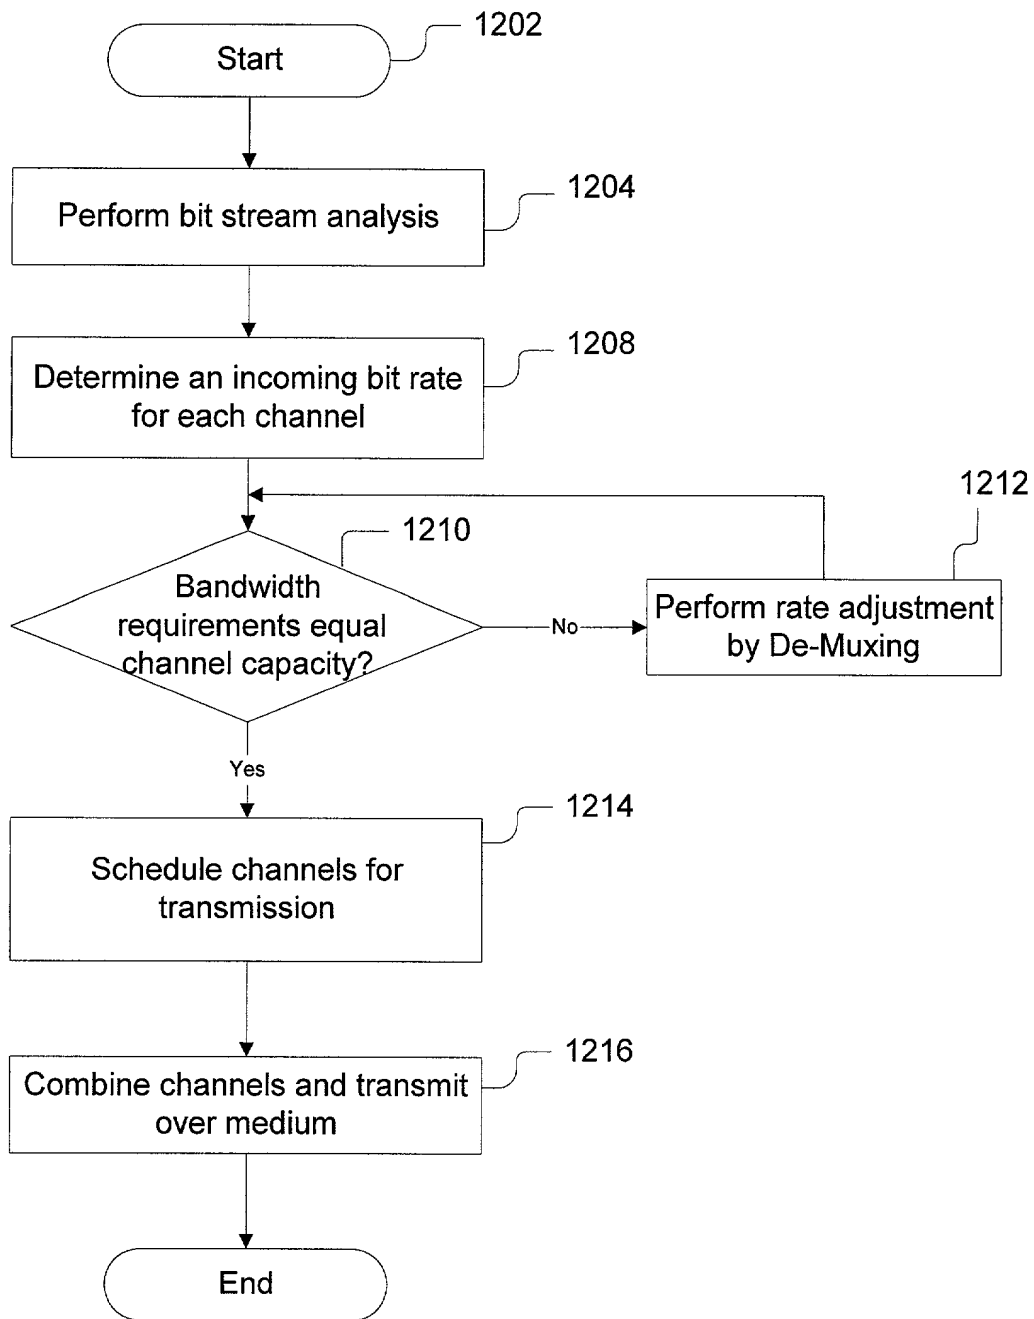 1202
Start
1204
Perform bit stream analysis
1208
Determine an incoming bit rate
for each channel
1212
1210
Bandwidth
requirements equal
channel capacity?
No
Perform rate adjustment
by De-Muxing
Yes
1214
Schedule channels for
transmission
1216
Combine channels and transmit
over medium
End